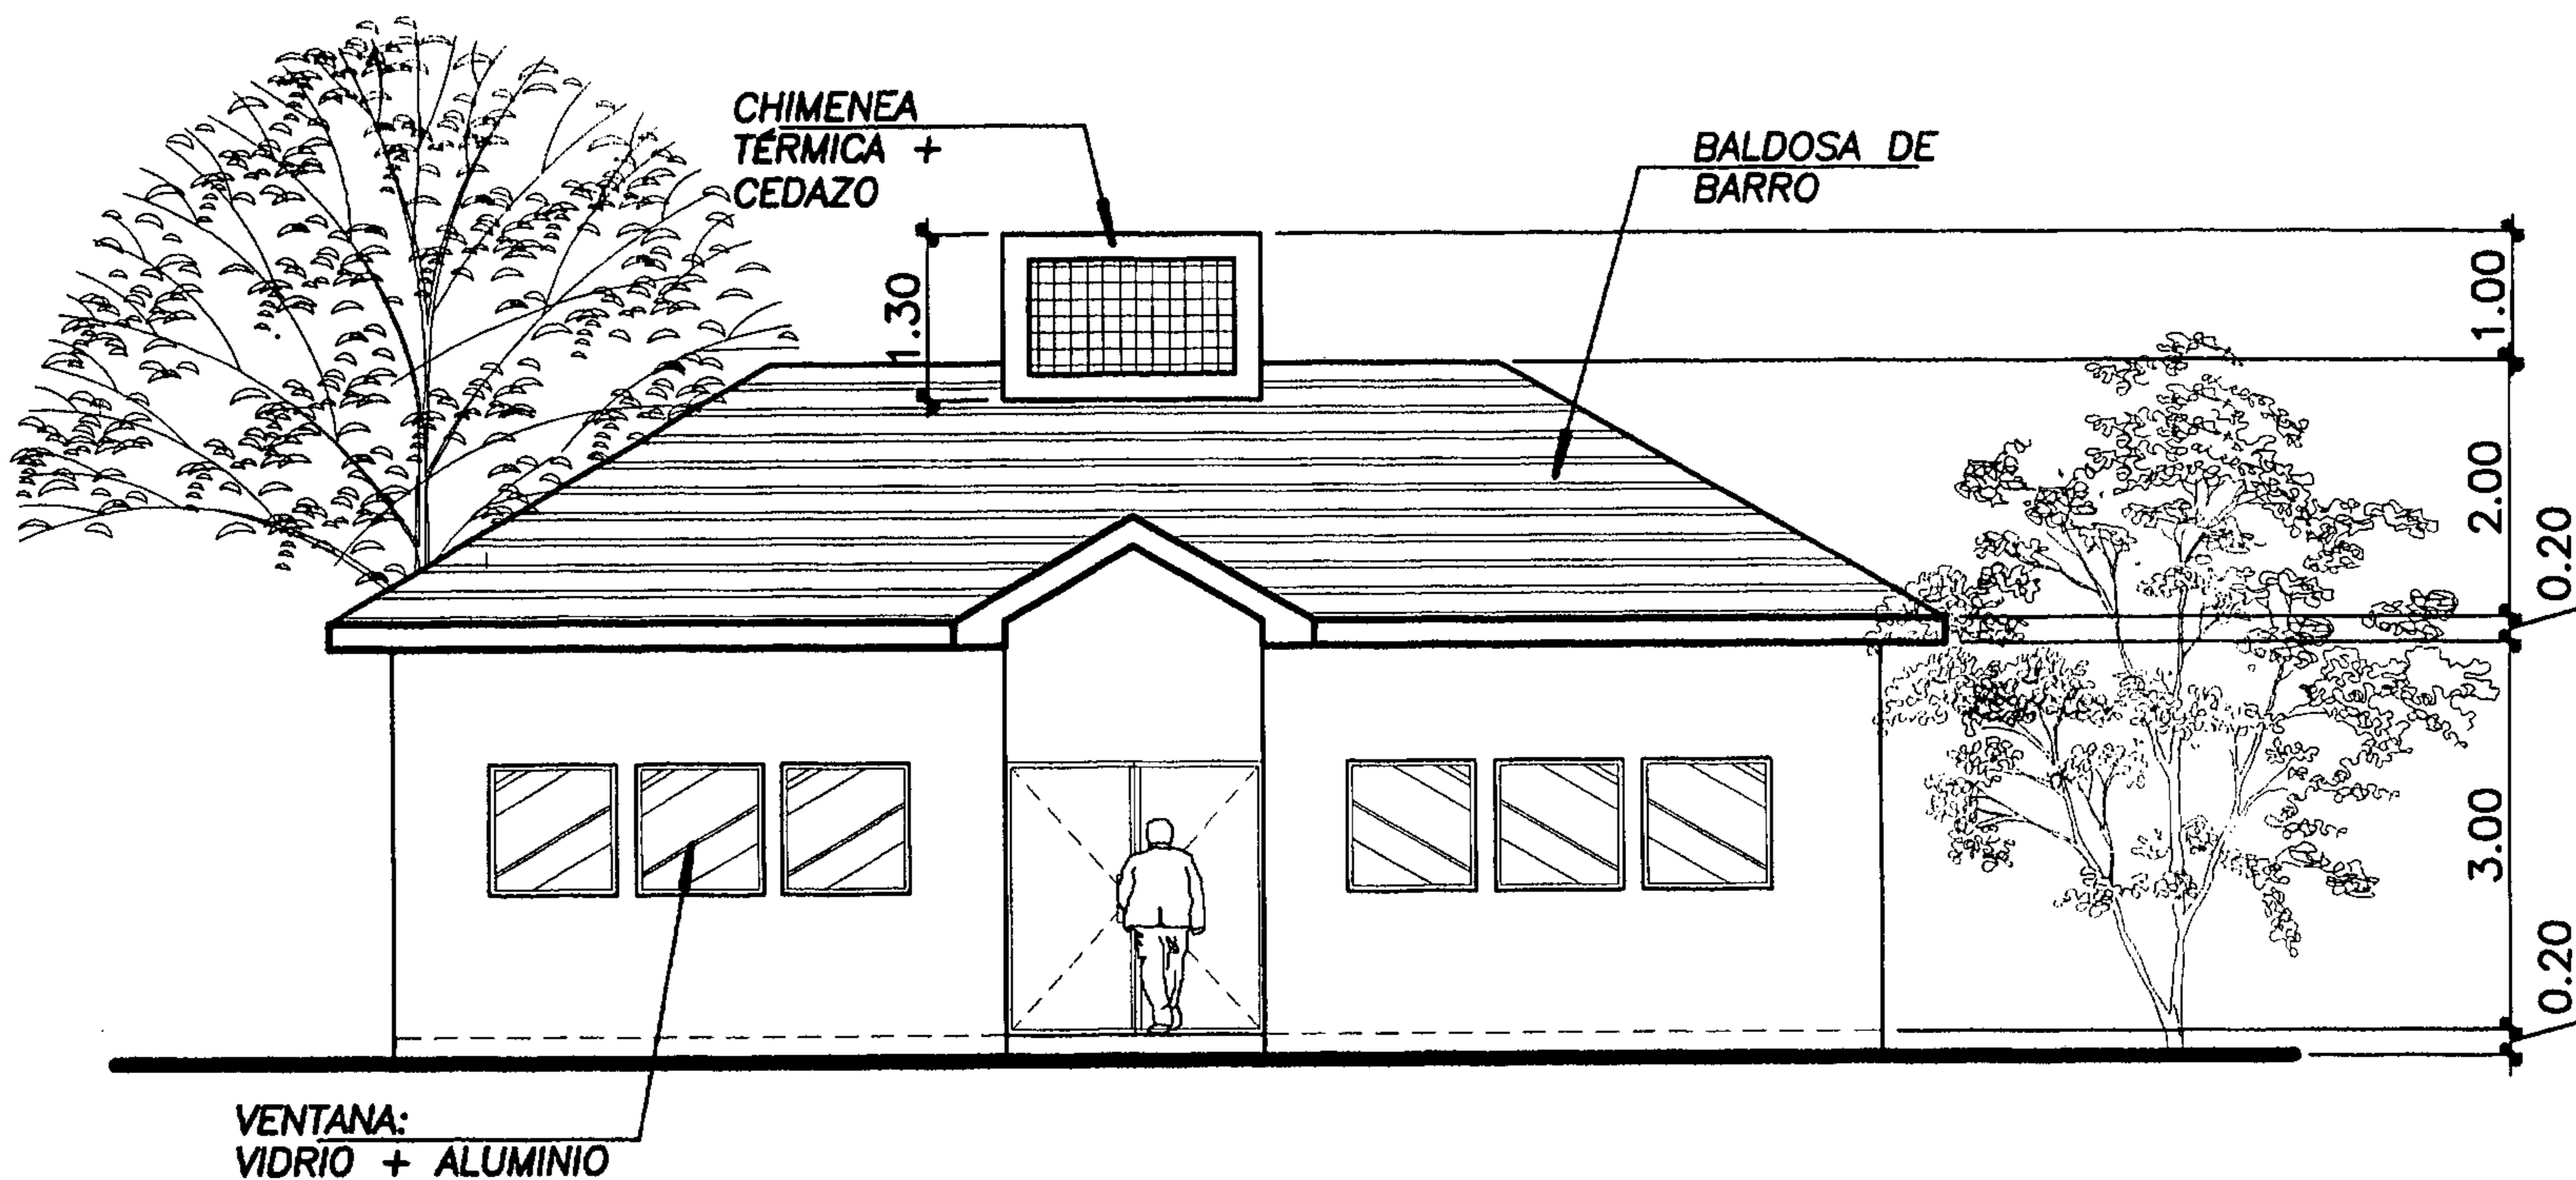 CHIMENEA
TÉRMICA +
CEDAZO
BALDOSA DE
BARRO
1.30
1.00
2.00
0.20
3.00
0.20
VENTANA:
VIDRIO + ALUMINIO